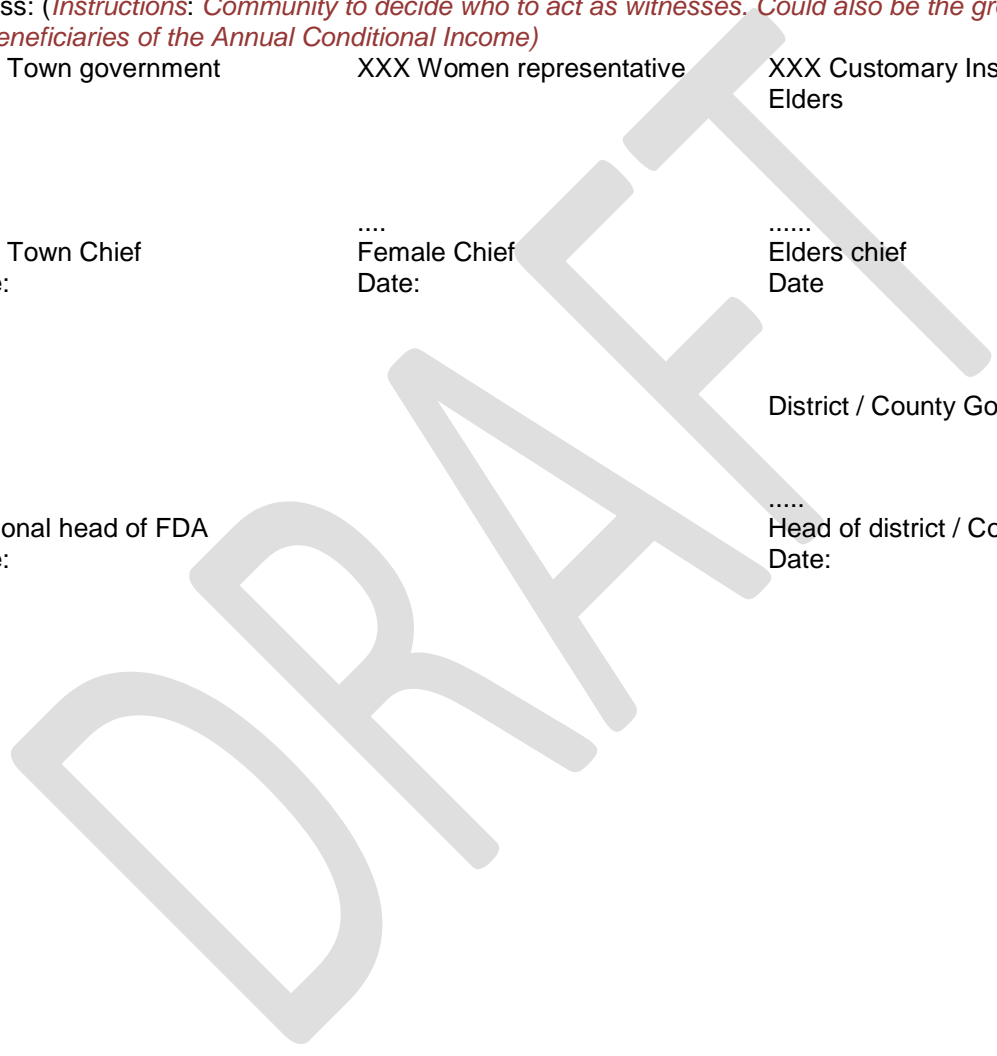 ss: (Instructions: Community to decide who to act as witnesses. Could also be the gr
eneficiaries of the Annual Conditional Income)
Town government XXX Women representative XXX Customary Ins
Elders
.... ......
Town Chief Female Chief Elders chief
: Date: Date
District / County Go
.....
onal head of FDA Head of district / Co
: Date:
DRAFT